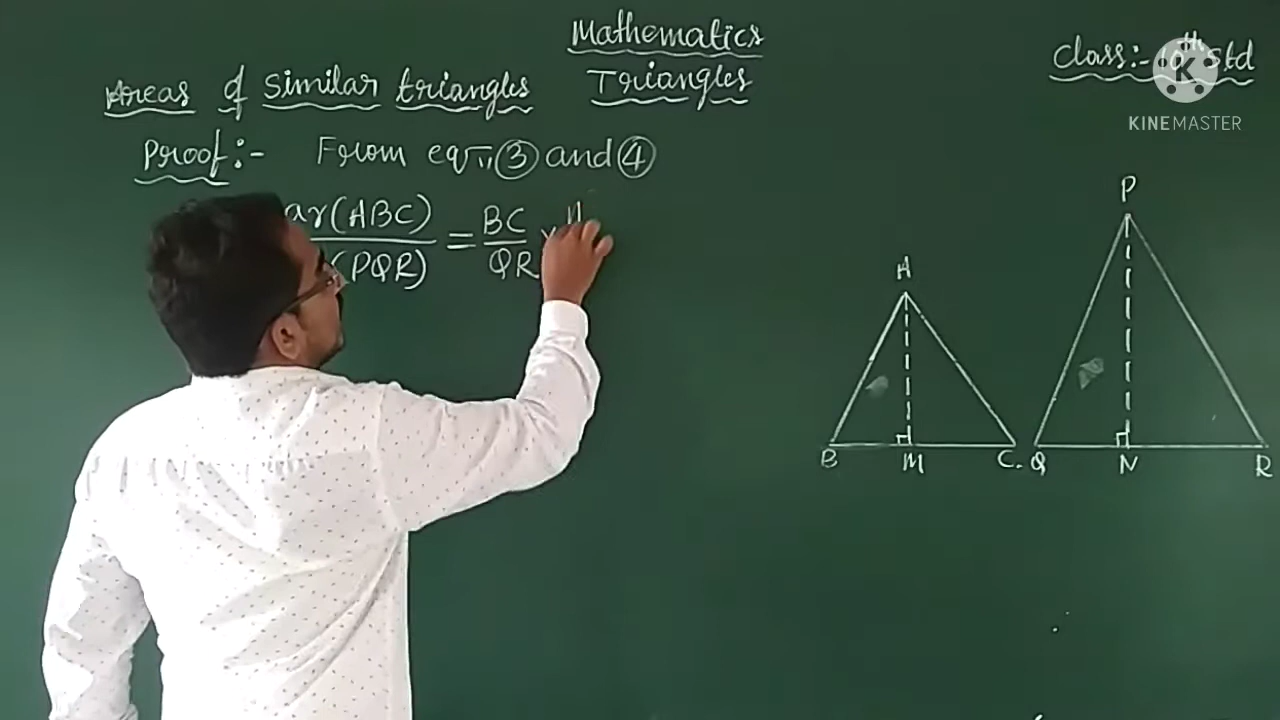 Mathematics
Class:- 10th Std
Areas of Similar triangles
Triangles
Proof:- From eqn ③ and ④
ar(ABC) = BC ×
(PQR) QR
P
A
B M C. Q N R
K
KINEMASTER